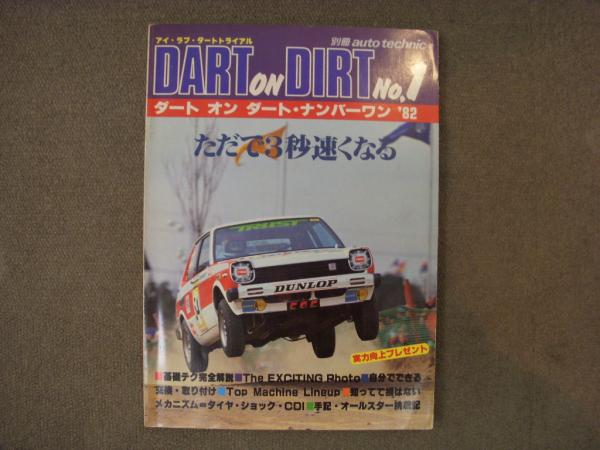 アイ・ラブ・ダートトライアル
別冊 auto technic
DART ON DIRT No.1
ダート オン ダート・ナンバーワン '82
ただで3秒速くなる
TRUST
DUNLOP
実力向上プレゼント
基礎テク完全解説■The EXCITING Photo■自分でできる
交換・取り付け■Top Machine Lineup■知ってて損はない
メカニズム=タイヤ・ショック・CDI■手記・オールスター挑戦記